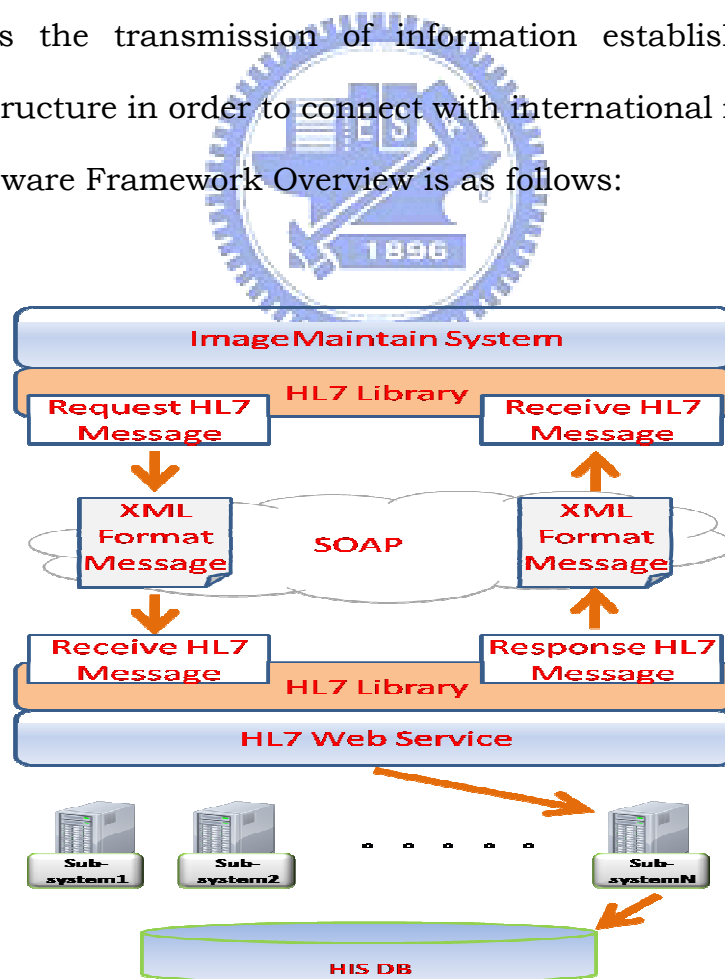 s the transmission of information establis
ructure in order to connect with international
ware Framework Overview is as follows:
E S
1896
ImageMaintain System
HL7 Library
Request HL7 Message
Receive HL7 Message
XML Format Message
SOAP
XML Format Message
Receive HL7 Message
Response HL7 Message
HL7 Library
HL7 Web Service
Sub-system1
Sub-system2
. . . . .
Sub-systemN
HIS DB